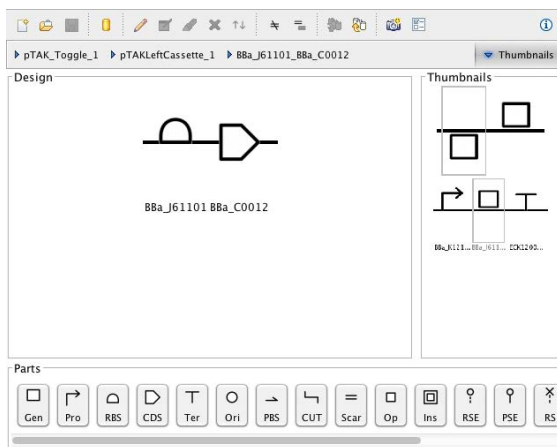 pTAK_Toggle_1 pTAKLeftCassette_1 BBa_J61101_BBa_C0012 Thumbnails
Design
Thumbnails
BBa_J61101 BBa_C0012
Parts
Gen Pro RBS CDS Ter Ori PBS CUT Scar Op Ins RSE PSE RS